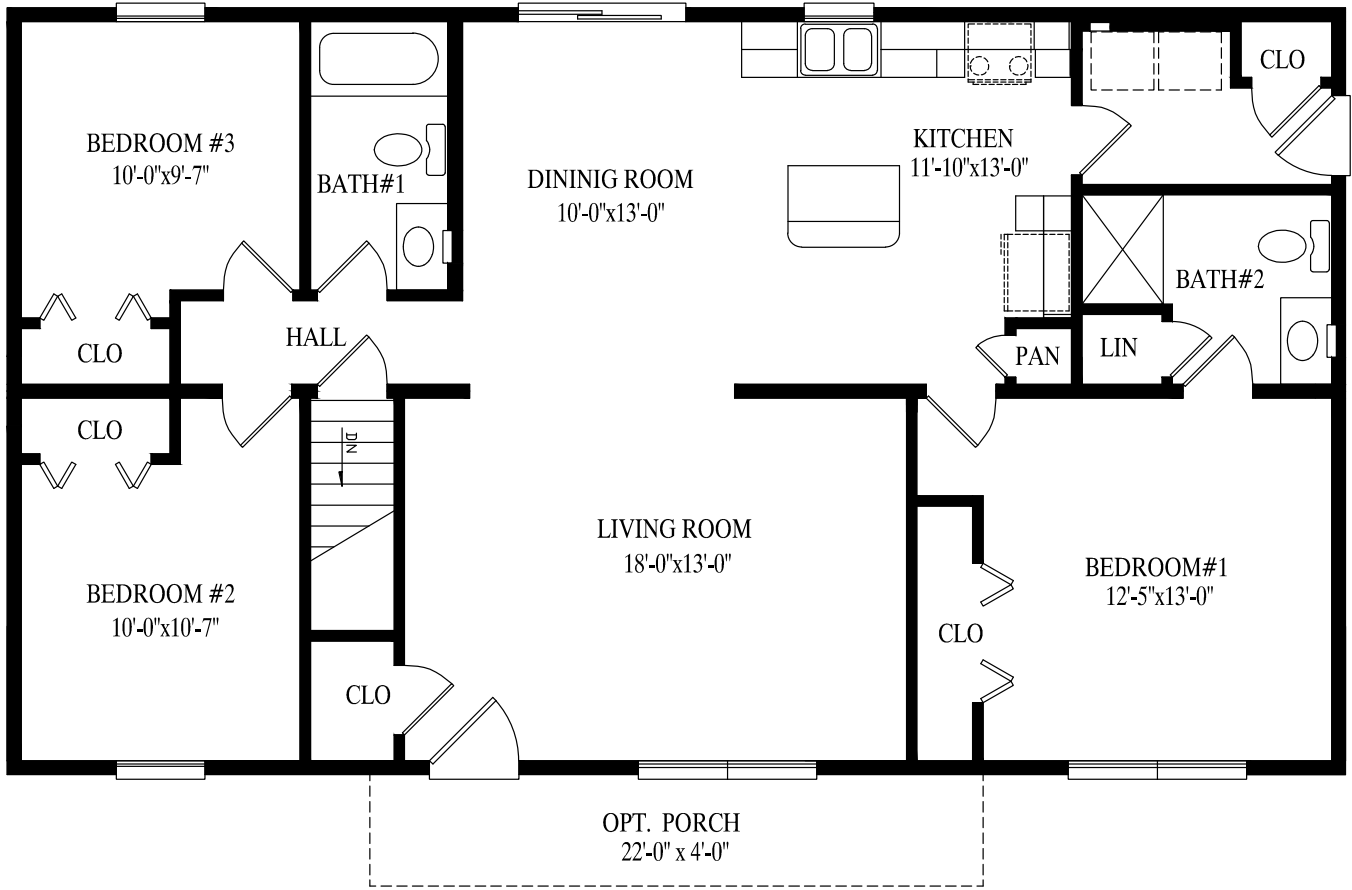 CLO
BEDROOM #3
10'-0"x9'-7"
BATH#1
DININIG ROOM
10'-0"x13'-0"
KITCHEN
11'-10"x13'-0"
BATH#2
HALL
CLO
PAN
LIN
CLO
DN
LIVING ROOM
18'-0"x13'-0"
BEDROOM#1
12'-5"x13'-0"
BEDROOM #2
10'-0"x10'-7"
CLO
CLO
OPT. PORCH
22'-0" x 4'-0"